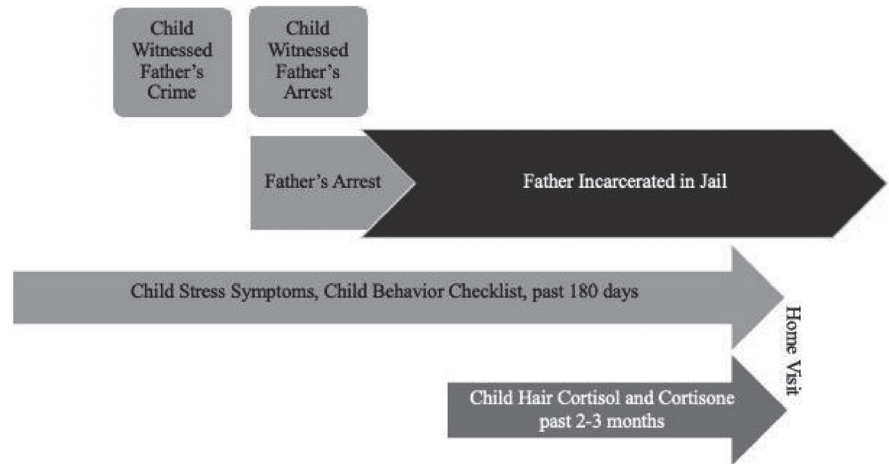 Child
Witnessed
Father's
Crime
Child
Witnessed
Father's
Arrest
Father's Arrest
Father Incarcerated in Jail
Child Stress Symptoms, Child Behavior Checklist, past 180 days
Home Visit
Child Hair Cortisol and Cortisone
past 2-3 months